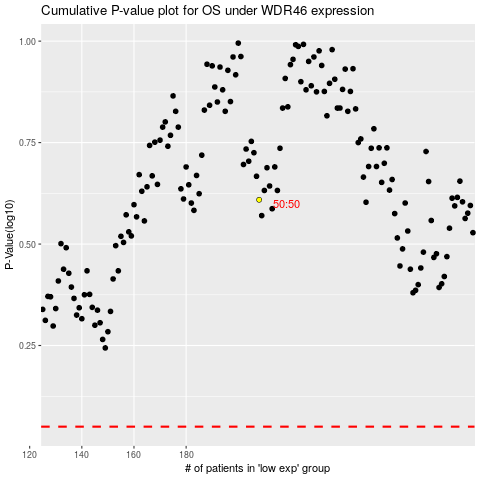 Cumulative P-value plot for OS under WDR46 expression
P-Value(log10)
1.00
0.75
0.50
0.25
50:50
120 140 160 180
# of patients in 'low exp' group